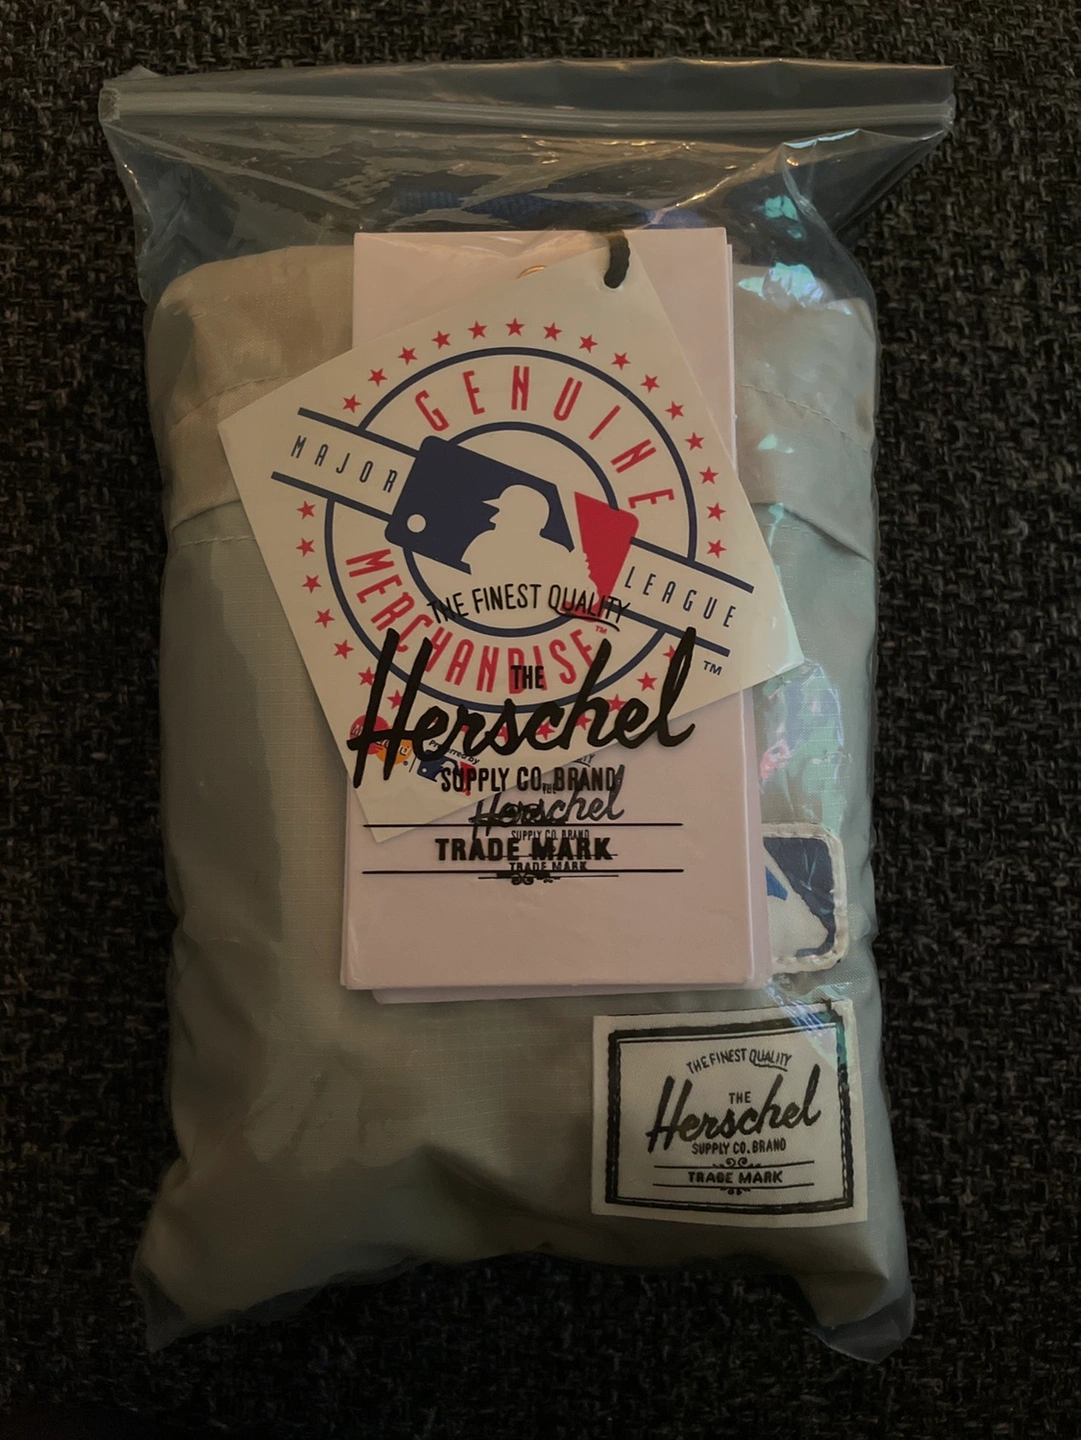 GENUINE
MAJOR
LEAGUE
MERCHANDISE™
TM
THE FINEST QUALITY
THE
Herschel
SUPPLY CO. BRAND
TRADE MARK
Herschel
SUPPLY CO. BRAND
TRADE MARK
THE FINEST QUALITY
THE
Herschel
SUPPLY CO. BRAND
TRADE MARK